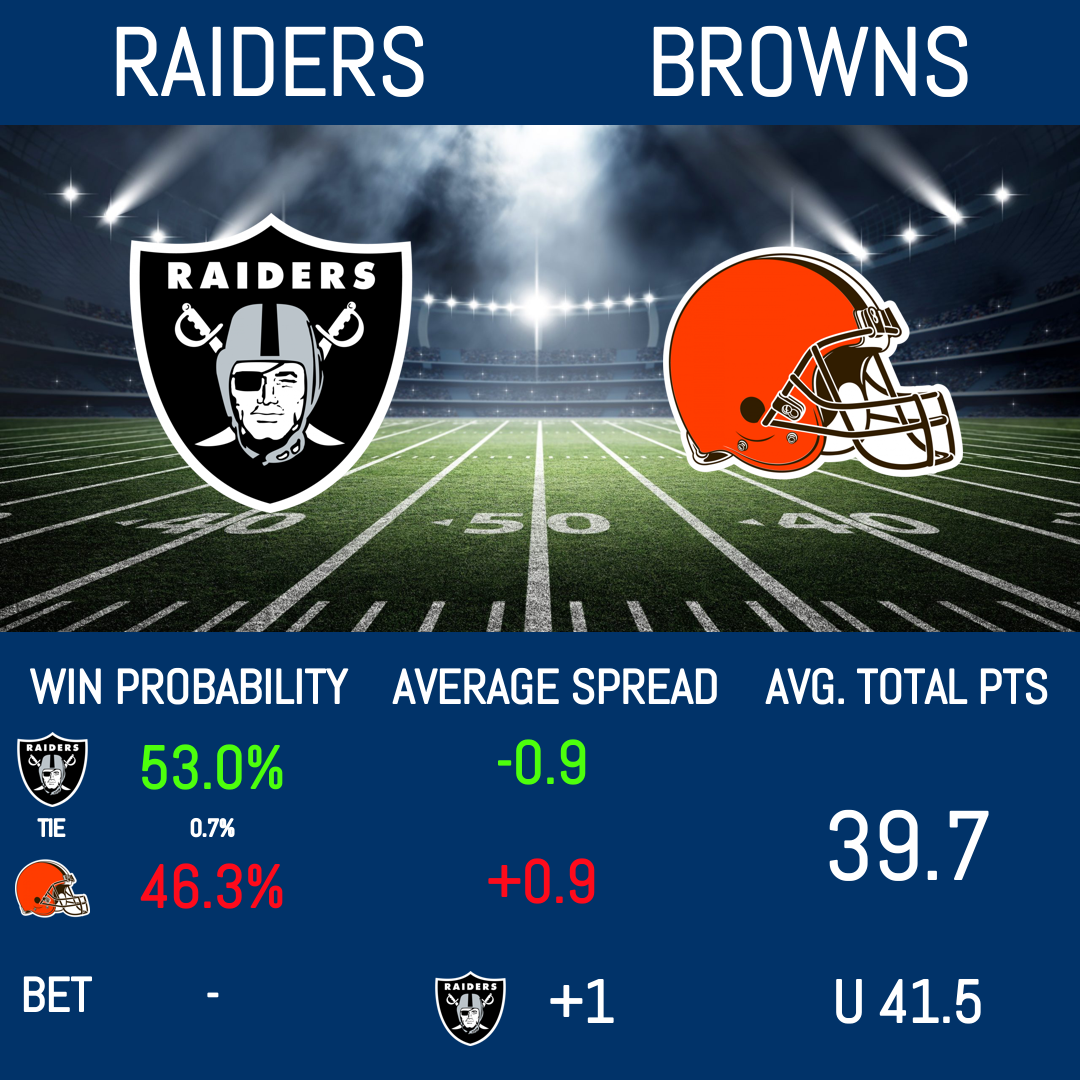 RAIDERS BROWNS
RAIDERS
40 50 40
WIN PROBABILITY AVERAGE SPREAD AVG. TOTAL PTS
RAIDERS 53.0% -0.9
TIE 0.7% 39.7
46.3% +0.9
BET - RAIDERS +1 U 41.5